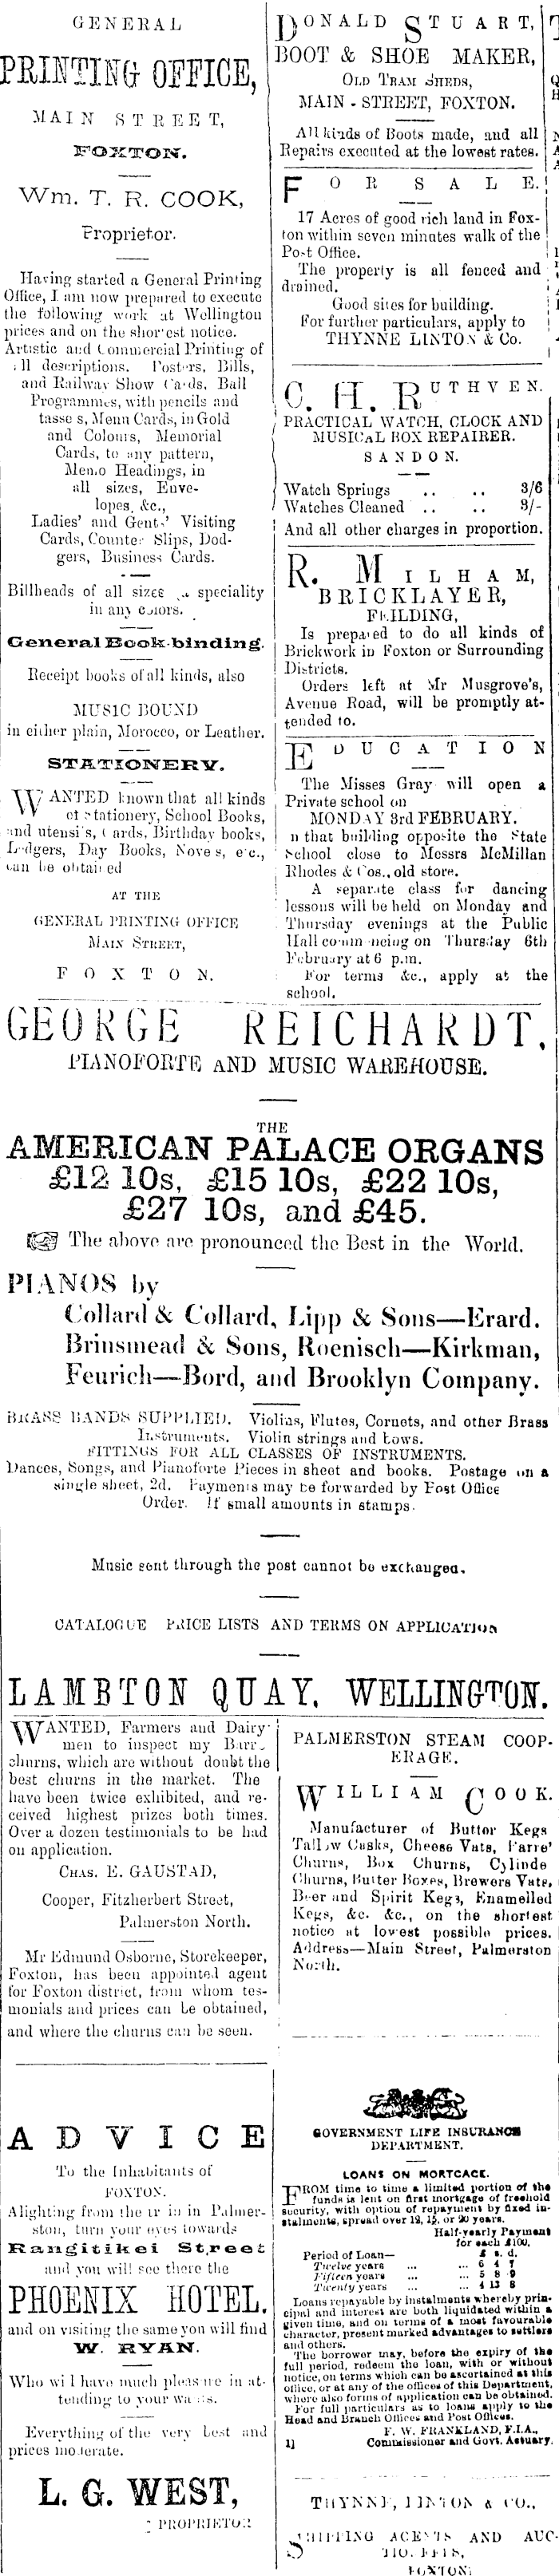 GENERAL
PRINTING OFFICE,
MAIN STREET,
FOXTON.
Wm. T. R. COOK,
Proprietor.
Having started a General Printing
Office, I am now prepared to execute
the following work at Wellington
prices and on the shortest notice.
Artistic and Commercial Printing of
all descriptions. Posters, Bills,
and Railway Show Cards, Ball
Programmes, with pencils and
tassels, Menu Cards, in Gold
and Colours, Memorial
Cards, to any pattern,
Memo Headings, in
all sizes, Enve-
lopes, &c.,
Ladies' and Gent.' Visiting
Cards, Counter Slips, Dod-
gers, Business Cards.
Billheads of all sizes a speciality
in any colors.
General Book-binding.
Receipt books of all kinds, also
MUSIC BOUND
in either plain, Morocco, or Leather.
STATIONERY.
WANTED known that all kinds
of stationery, School Books,
and utensils, Cards, Birthday books,
Ledgers, Day Books, Novels, etc.,
can be obtained
AT THE
GENERAL PRINTING OFFICE
MAIN STREET,
FOXTON.
DONALD STUART,
BOOT & SHOE MAKER,
OLD TRAM SHEDS,
MAIN-STREET, FOXTON.
All kinds of Boots made, and all
Repairs executed at the lowest rates.
FOR SALE.
17 Acres of good rich land in Fox-
ton within seven minutes walk of the
Post Office.
The property is all fenced and
drained.
Good sites for building.
For further particulars, apply to
THYNNE LINTON & Co.
C. H. RUTHVEN.
PRACTICAL WATCH, CLOCK AND
MUSICAL BOX REPAIRER.
SANDON.
Watch Springs .. .. 3/6
Watches Cleaned .. .. 3/-
And all other charges in proportion.
R. MILHAM,
BRICKLAYER,
FEILDING,
Is prepared to do all kinds of
Brickwork in Foxton or Surrounding
Districts.
Orders left at Mr Musgrove's,
Avenue Road, will be promptly at-
tended to.
EDUCATION
The Misses Gray will open a
Private school on
MONDAY 3rd FEBRUARY.
n that building opposite the State
School close to Messrs McMillan
Rhodes & Cos., old store.
A separate class for dancing
lessons will be held on Monday and
Thursday evenings at the Public
Hall commencing on Thursday 6th
February at 6 p.m.
For terms &c., apply at the
school.
GEORGE REICHARDT,
PIANOFORTE AND MUSIC WAREHOUSE.
THE
AMERICAN PALACE ORGANS
£12 10s, £15 10s, £22 10s,
£27 10s, and £45.
The above are pronounced the Best in the World.
PIANOS by
Collard & Collard, Lipp & Sons—Erard.
Brinsmead & Sons, Roenisch—Kirkman,
Feurich—Bord, and Brooklyn Company.
BRASS BANDS SUPPLIED. Violins, Flutes, Cornets, and other Brass
Instruments. Violin strings and bows.
FITTINGS FOR ALL CLASSES OF INSTRUMENTS.
Dances, Songs, and Pianoforte Pieces in sheet and books. Postage on a
single sheet, 2d. Payments may be forwarded by Post Office
Order. If small amounts in stamps.
Music sent through the post cannot be exchanged.
CATALOGUE PRICE LISTS AND TERMS ON APPLICATION
LAMBTON QUAY, WELLINGTON.
WANTED, Farmers and Dairy-
men to inspect my Barrel
churns, which are without doubt the
best churns in the market. The
have been twice exhibited, and re-
ceived highest prizes both times.
Over a dozen testimonials to be had
on application.
CHAS. E. GAUSTAD,
Cooper, Fitzherbert Street,
Palmerston North.
Mr Edmund Osborne, Storekeeper,
Foxton, has been appointed agent
for Foxton district, from whom tes-
monials and prices can be obtained,
and where the churns can be seen.
PALMERSTON STEAM COOP-
ERAGE.
WILLIAM COOK.
Manufacturer of Butter Kegs
Tallow Casks, Cheese Vats, Farre'
Churns, Box Churns, Cylinde
Churns, Butter Boxes, Brewers Vats,
Beer and Spirit Kegs, Enamelled
Kegs, &c. &c., on the shortest
notice at lowest possible prices.
Address—Main Street, Palmerston
North.
ADVICE
To the Inhabitants of
FOXTON.
Alighting from the train in Palmer-
ston, turn your eyes towards
Rangitikei Street
and you will see there the
PHOENIX HOTEL.
and on visiting the same you will find
W. RYAN.
Who will have much pleasure in at-
tending to your wants.
Everything of the very best and
prices moderate.
L. G. WEST,
PROPRIETOR
GOVERNMENT LIFE INSURANCE
DEPARTMENT.
LOANS ON MORTGAGE.
FROM time to time a limited portion of the
funds is lent on first mortgage of freehold
security, with option of repayment by fixed in-
stalments, spread over 12, 15, or 20 years.
Half-yearly Payment
for each £100.
Period of Loan— £ s. d.
Twelve years ... ... 6 4 7
Fifteen years ... ... 5 8 9
Twenty years ... ... 4 13 8
Loans repayable by instalments whereby prin-
cipal and interest are both liquidated within a
given time, and on terms of a most favourable
character, present marked advantages to settlers
and others.
The borrower may, before the expiry of the
full period, redeem the loan, with or without
notice, on terms which can be ascertained at this
office, or at any of the offices of this Department,
where also forms of application can be obtained.
For full particulars as to loans apply to the
Head and Branch Offices and Post Offices.
F. W. FRANKLAND, F.I.A.,
1] Commissioner and Govt. Actuary.
THYNNE, LINTON & CO.,
SHIPPING AGENTS AND AUC-
TIONEERS,
FOXTON: